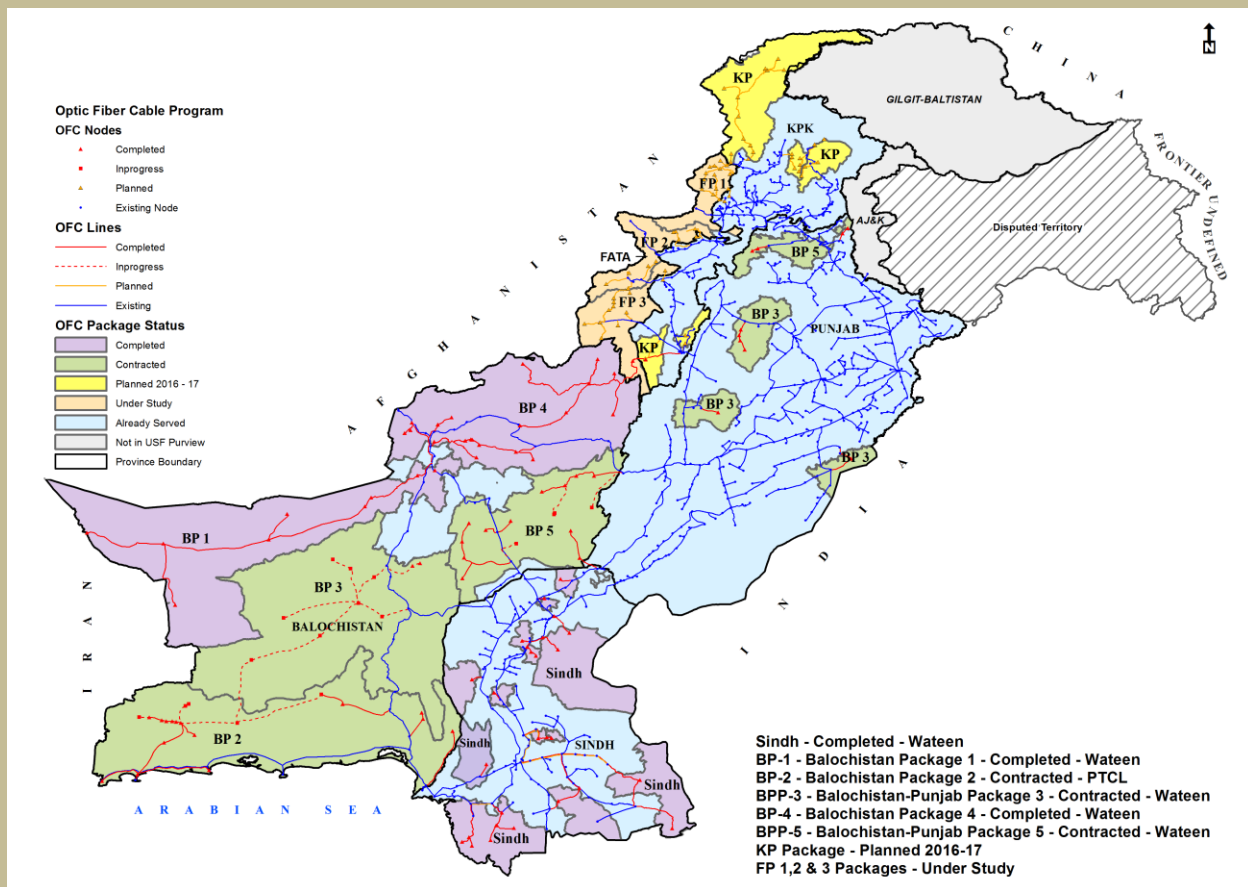 CHINA
N
KP
GILGIT-BALTISTAN
Optic Fiber Cable Program
OFC Nodes
Completed
Inprogress
Planned
Existing Node
OFC Lines
Completed
Inprogress
Planned
Existing
OFC Package Status
Completed
Contracted
Planned 2016 - 17
Under Study
Already Served
Not in USF Purview
Province Boundary
KPK
KP
FRONTIER UNDEFINED
FP 1
AJ&K
Disputed Territory
FP 2
BP 5
FATA
AFGHANISTAN
FP 3
BP 3
PUNJAB
KP
BP 4
BP 3
BP 3
INDIA
BP 1
BP 5
BP 3
BALOCHISTAN
IRAN
Sindh
BP 2
Sindh
SINDH
Sindh
Sindh
ARABIAN SEA
Sindh - Completed - Wateen
BP-1 - Balochistan Package 1 - Completed - Wateen
BP-2 - Balochistan Package 2 - Contracted - PTCL
BPP-3 - Balochistan-Punjab Package 3 - Contracted - Wateen
BP-4 - Balochistan Package 4 - Completed - Wateen
BPP-5 - Balochistan-Punjab Package 5 - Contracted - Wateen
KP Package - Planned 2016-17
FP 1,2 & 3 Packages - Under Study